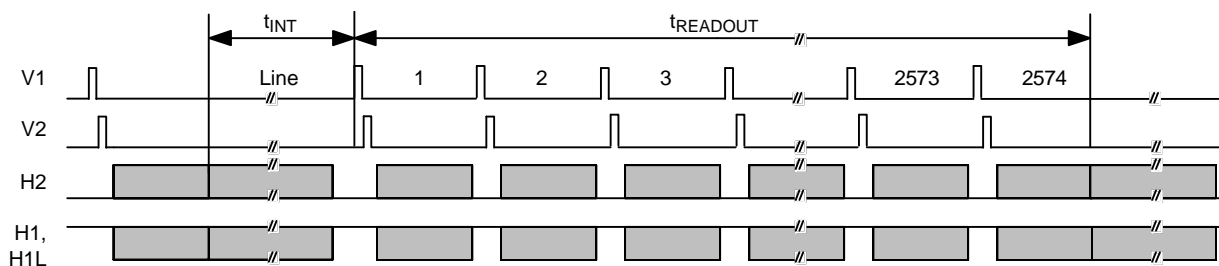 tINT tREADOUT
V1 Line 1 2 3 2573 2574
V2
H2
H1,
H1L